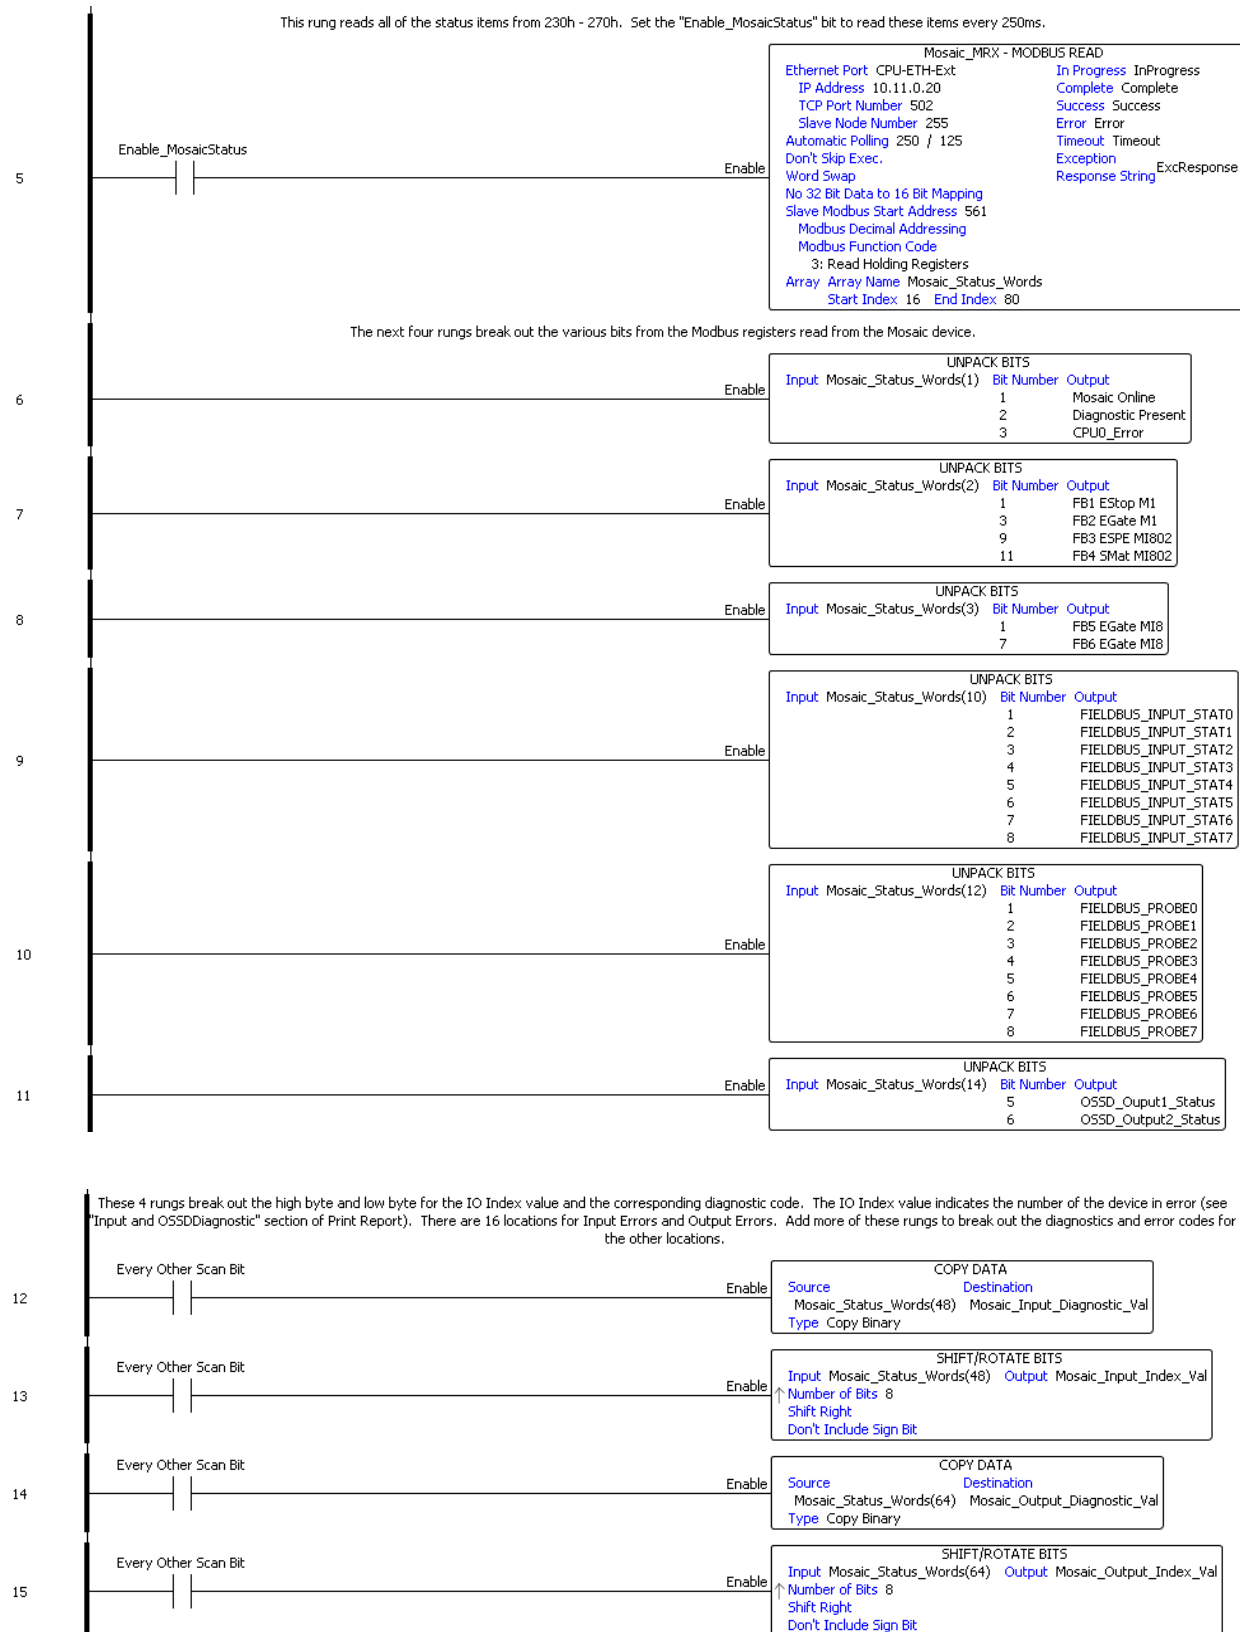 This rung reads all of the status items from 230h - 270h.  Set the "Enable_MosaicStatus" bit to read these items every 250ms.
Mosaic_MRX - MODBUS READ
Ethernet Port CPU-ETH-Ext In Progress InProgress
IP Address 10.11.0.20 Complete Complete
TCP Port Number 502 Success Success
Slave Node Number 255 Error Error
Automatic Polling 250 / 125 Timeout Timeout
Don't Skip Exec. Exception
Word Swap Response String ExcResponse
No 32 Bit Data to 16 Bit Mapping
Slave Modbus Start Address 561
Modbus Decimal Addressing
Modbus Function Code
3: Read Holding Registers
Array Array Name Mosaic_Status_Words
Start Index 16 End Index 80
Enable_MosaicStatus
5 Enable
The next four rungs break out the various bits from the Modbus registers read from the Mosaic device.
UNPACK BITS
6 Enable Input Mosaic_Status_Words(1) Bit Number Output
1 Mosaic Online
2 Diagnostic Present
3 CPU0_Error
UNPACK BITS
7 Enable Input Mosaic_Status_Words(2) Bit Number Output
1 FB1 EStop M1
3 FB2 EGate M1
9 FB3 ESPE MI802
11 FB4 SMat MI802
UNPACK BITS
8 Enable Input Mosaic_Status_Words(3) Bit Number Output
1 FB5 EGate MI8
7 FB6 EGate MI8
UNPACK BITS
9 Enable Input Mosaic_Status_Words(10) Bit Number Output
1 FIELDBUS_INPUT_STAT0
2 FIELDBUS_INPUT_STAT1
3 FIELDBUS_INPUT_STAT2
4 FIELDBUS_INPUT_STAT3
5 FIELDBUS_INPUT_STAT4
6 FIELDBUS_INPUT_STAT5
7 FIELDBUS_INPUT_STAT6
8 FIELDBUS_INPUT_STAT7
UNPACK BITS
10 Enable Input Mosaic_Status_Words(12) Bit Number Output
1 FIELDBUS_PROBE0
2 FIELDBUS_PROBE1
3 FIELDBUS_PROBE2
4 FIELDBUS_PROBE3
5 FIELDBUS_PROBE4
6 FIELDBUS_PROBE5
7 FIELDBUS_PROBE6
8 FIELDBUS_PROBE7
UNPACK BITS
11 Enable Input Mosaic_Status_Words(14) Bit Number Output
5 OSSD_Ouput1_Status
6 OSSD_Output2_Status
These 4 rungs break out the high byte and low byte for the IO Index value and the corresponding diagnostic code.  The IO Index value indicates the number of the device in error (see
"Input and OSSDDiagnostic" section of Print Report).  There are 16 locations for Input Errors and Output Errors.  Add more of these rungs to break out the diagnostics and error codes for
the other locations.
Every Other Scan Bit COPY DATA
12 Enable Source Destination
Mosaic_Status_Words(48) Mosaic_Input_Diagnostic_Val
Type Copy Binary
Every Other Scan Bit SHIFT/ROTATE BITS
13 Enable Input Mosaic_Status_Words(48) Output Mosaic_Input_Index_Val
Number of Bits 8
Shift Right
Don't Include Sign Bit
Every Other Scan Bit COPY DATA
14 Enable Source Destination
Mosaic_Status_Words(64) Mosaic_Output_Diagnostic_Val
Type Copy Binary
Every Other Scan Bit SHIFT/ROTATE BITS
15 Enable Input Mosaic_Status_Words(64) Output Mosaic_Output_Index_Val
Number of Bits 8
Shift Right
Don't Include Sign Bit